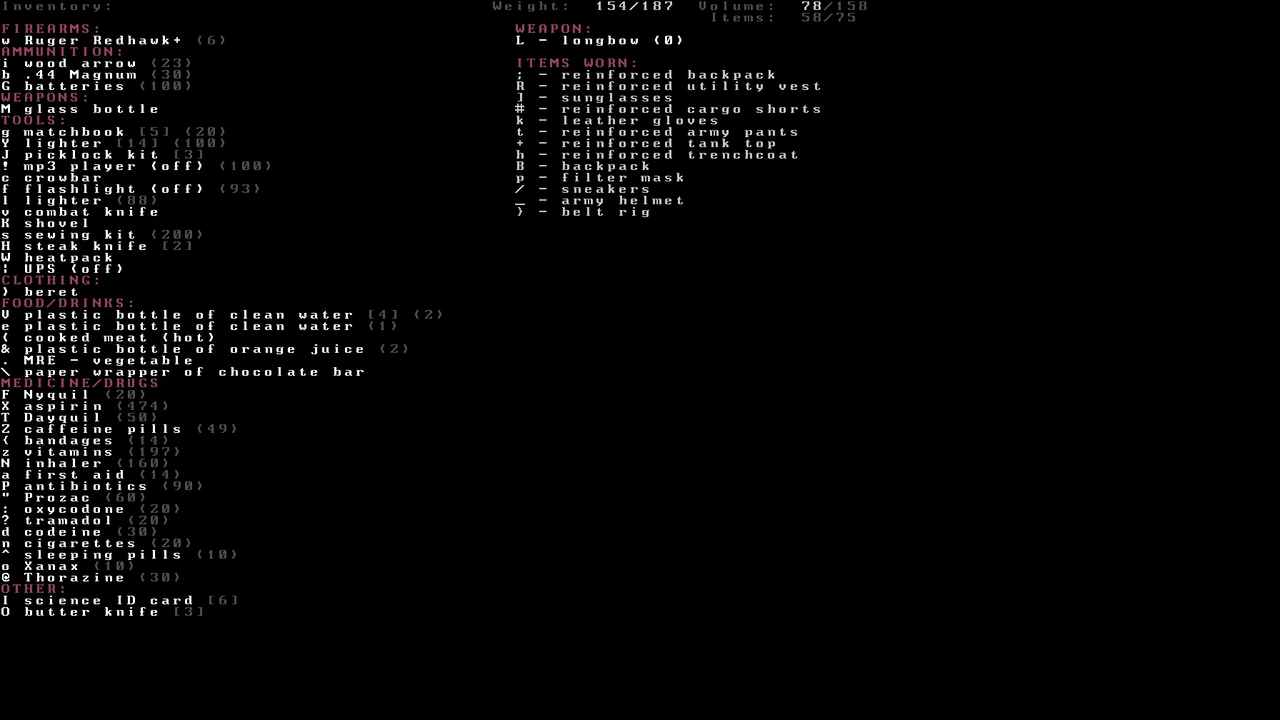 Inventory:
Weight: 154/187 Volume: 78/158
Items: 58/75
FIREARMS:
w Ruger Redhawk+ (6)
AMMUNITION:
i wood arrow (23)
b .44 Magnum (30)
G batteries (100)
WEAPONS:
M glass bottle
TOOLS:
g matchbook [5] (20)
Y lighter [14] (100)
J picklock kit [3]
! mp3 player (off) (100)
c crowbar
f flashlight (off) (93)
l lighter (88)
v combat knife
K shovel
s sewing kit (200)
H steak knife [2]
W heatpack
¦ UPS (off)
CLOTHING:
) beret
FOOD/DRINKS:
V plastic bottle of clean water [4] (2)
e plastic bottle of clean water (1)
( cooked meat (hot)
& plastic bottle of orange juice (2)
. MRE - vegetable
\ paper wrapper of chocolate bar
MEDICINE/DRUGS
F Nyquil (20)
X aspirin (474)
T Dayquil (50)
Z caffeine pills (49)
{ bandages (14)
z vitamins (197)
N inhaler (160)
a first aid (14)
P antibiotics (90)
" Prozac (60)
: oxycodone (20)
? tramadol (20)
d codeine (30)
n cigarettes (20)
^ sleeping pills (10)
o Xanax (10)
@ Thorazine (30)
OTHER:
I science ID card [6]
O butter knife [3]
WEAPON:
L - longbow (0)
ITEMS WORN:
; - reinforced backpack
R - reinforced utility vest
] - sunglasses
# - reinforced cargo shorts
k - leather gloves
t - reinforced army pants
+ - reinforced tank top
h - reinforced trenchcoat
B - backpack
p - filter mask
/ - sneakers
_ - army helmet
} - belt rig